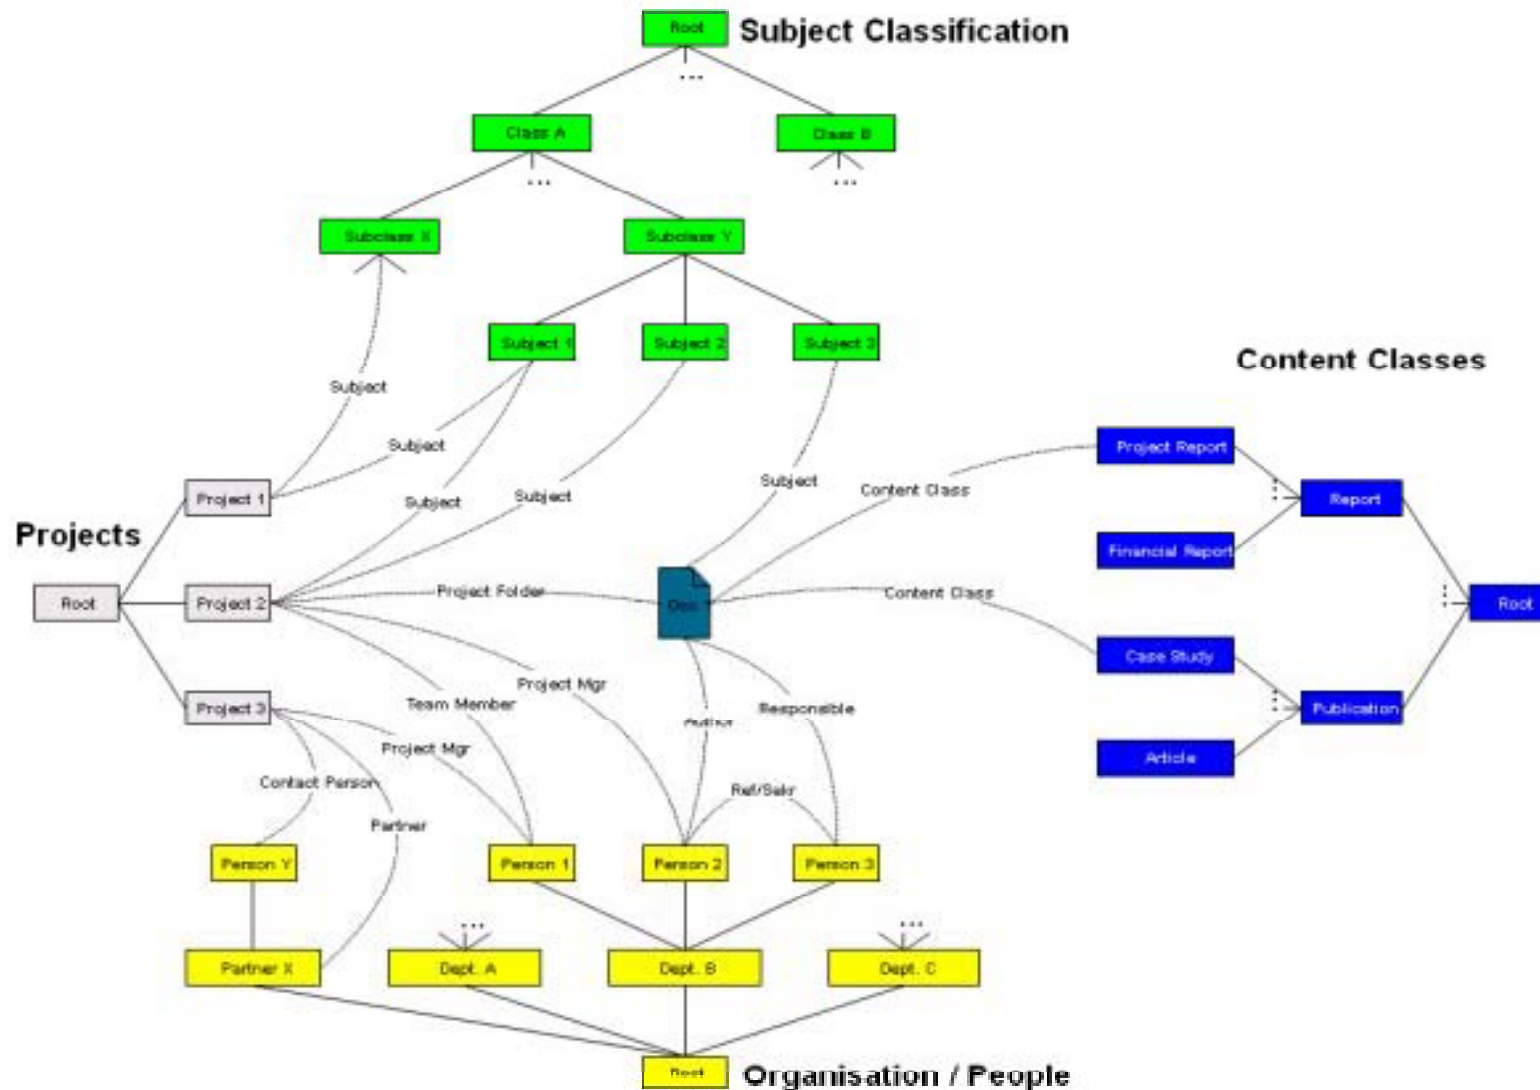 Root
Subject Classification
...
Class A
Class B
...
...
Subclass X
Subclass Y
Subject 1
Subject 2
Subject 3
Content Classes
Subject
Subject
Project Report
Project 1
Subject
Subject
Subject
Content Class
Report
Projects
Financial Report
Root
Project 2
Project Folder
Doc
Content Class
Root
Case Study
Project 3
Team Member
Project Mgr
Author
Responsible
Publication
Project Mgr
Article
Contact Person
Ref/Sekr
Partner
Person Y
Person 1
Person 2
Person 3
...
...
Partner X
Dept. A
Dept. B
Dept. C
Root
Organisation / People